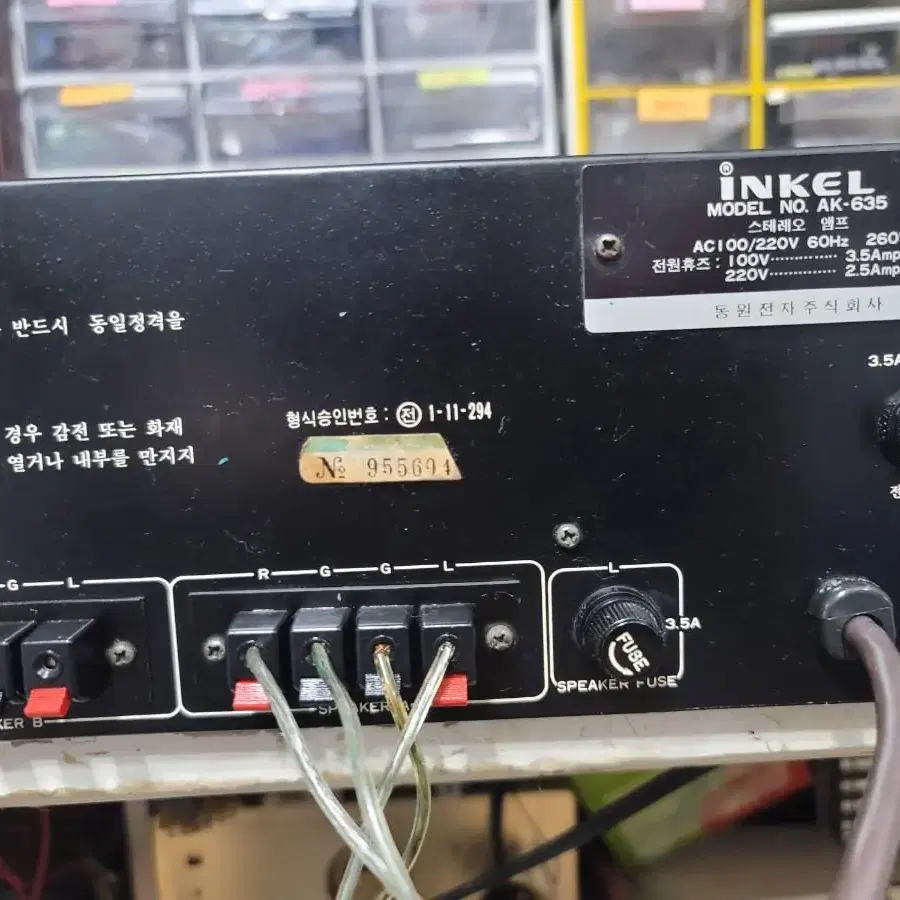 iNKEL
MODEL NO. AK-635
스테레오 앰프
AC100/220V 60Hz 260
전원휴즈 : 100V 3.5Amp
220V 2.5Amp
동원전자주식회사
반드시 동일정격을
3.5A
경우 감전 또는 화재
열거나 내부를 만지지
형식승인번호 : 전 1-11-294
№ 955694
전
G L
R G G L
L
3.5A
FUSE
SPEAKER FUSE
KER B
SPEAKER A